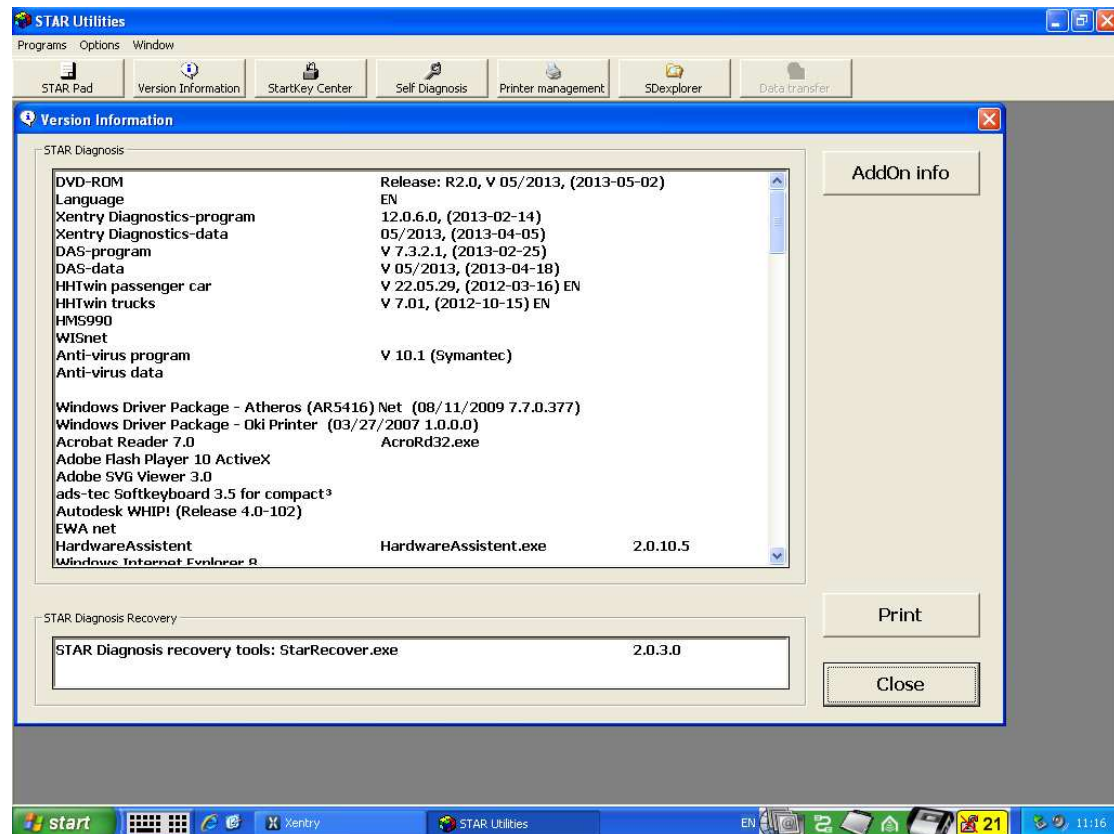 STAR Utilities
Programs Options Window
STAR Pad Version Information StartKey Center Self Diagnosis Printer management SDexplorer Data transfer
Version Information
STAR Diagnosis
DVD-ROM Release: R2.0, V 05/2013, (2013-05-02)
Language EN
Xentry Diagnostics-program 12.0.6.0, (2013-02-14)
Xentry Diagnostics-data 05/2013, (2013-04-05)
DAS-program V 7.3.2.1, (2013-02-25)
DAS-data V 05/2013, (2013-04-18)
HHTwin passenger car V 22.05.29, (2012-03-16) EN
HHTwin trucks V 7.01, (2012-10-15) EN
HMS990
WISnet
Anti-virus program V 10.1 (Symantec)
Anti-virus data
Windows Driver Package - Atheros (AR5416) Net (08/11/2009 7.7.0.377)
Windows Driver Package - Oki Printer (03/27/2007 1.0.0.0)
Acrobat Reader 7.0 AcroRd32.exe
Adobe Flash Player 10 ActiveX
Adobe SVG Viewer 3.0
ads-tec Softkeyboard 3.5 for compact³
Autodesk WHIP! (Release 4.0-102)
EWA net
HardwareAssistent HardwareAssistent.exe 2.0.10.5
Windows Internet Explorer 8
AddOn info
STAR Diagnosis Recovery
STAR Diagnosis recovery tools: StarRecover.exe 2.0.3.0
Print
Close
start Xentry STAR Utilities EN 21 11:16